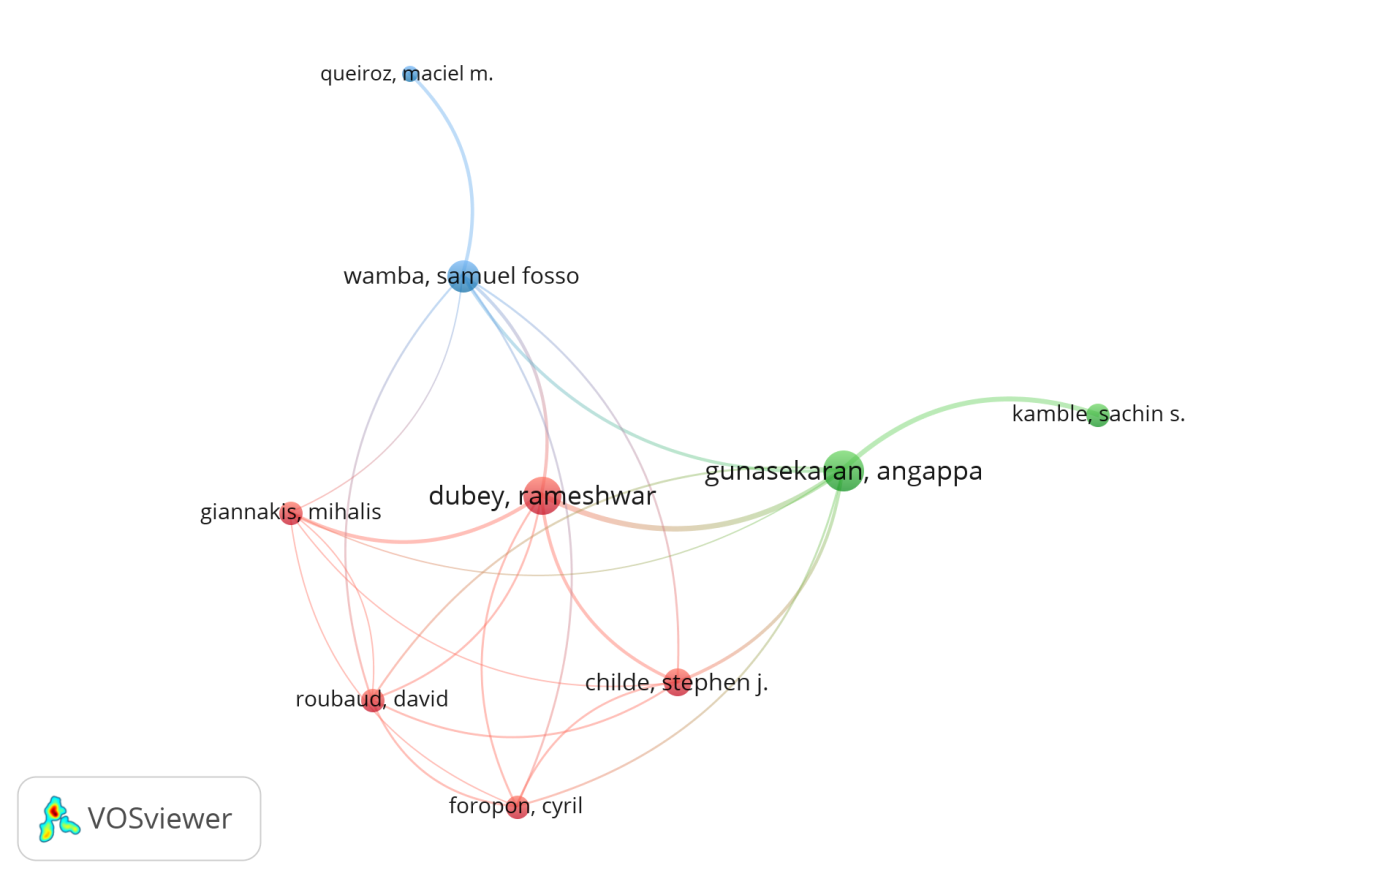 queiroz, maciel m.
wamba, samuel fosso
kamble, sachin s.
gunasekaran, angappa
dubey, rameshwar
giannakis, mihalis
childe, stephen j.
roubaud, david
foropon, cyril
VOSviewer